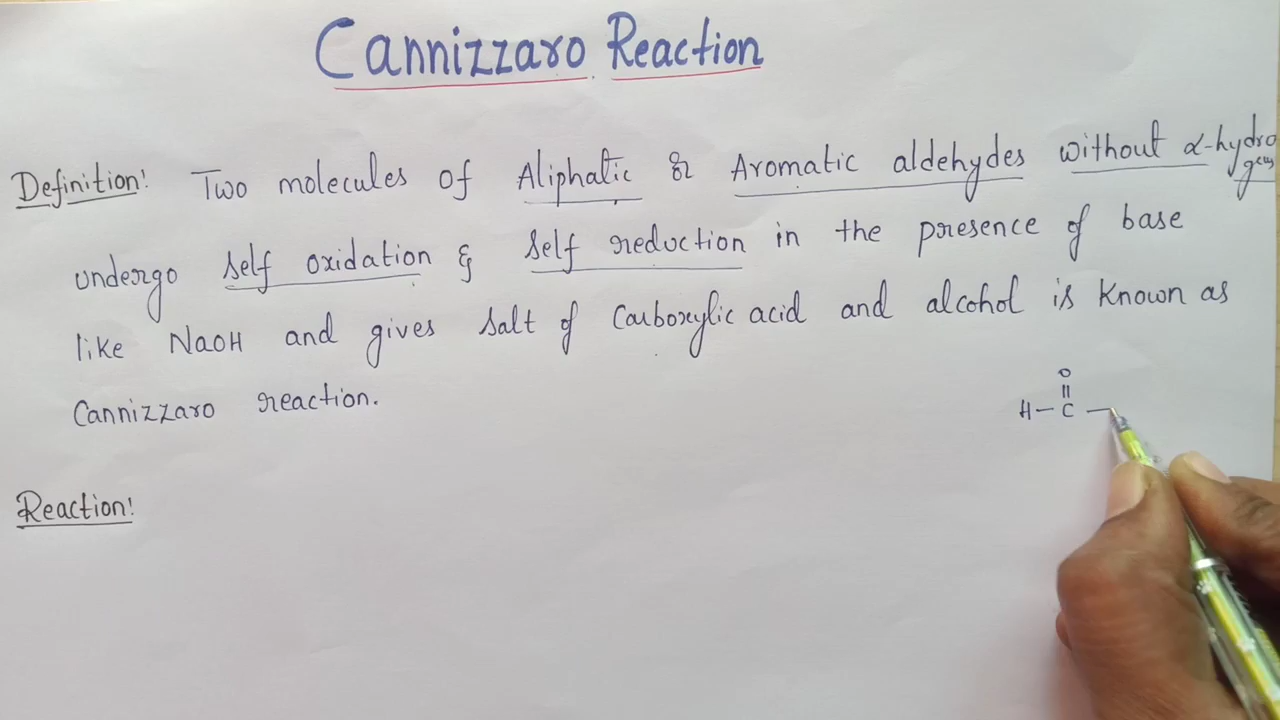 Cannizzaro Reaction
Definition: Two molecules of Aliphatic & Aromatic aldehydes without α-hydrogens
undergo self oxidation & self reduction in the presence of base
like NaOH and gives salt of Carboxylic acid and alcohol is known as
Cannizzaro reaction.
O
||
H - C -
Reaction: